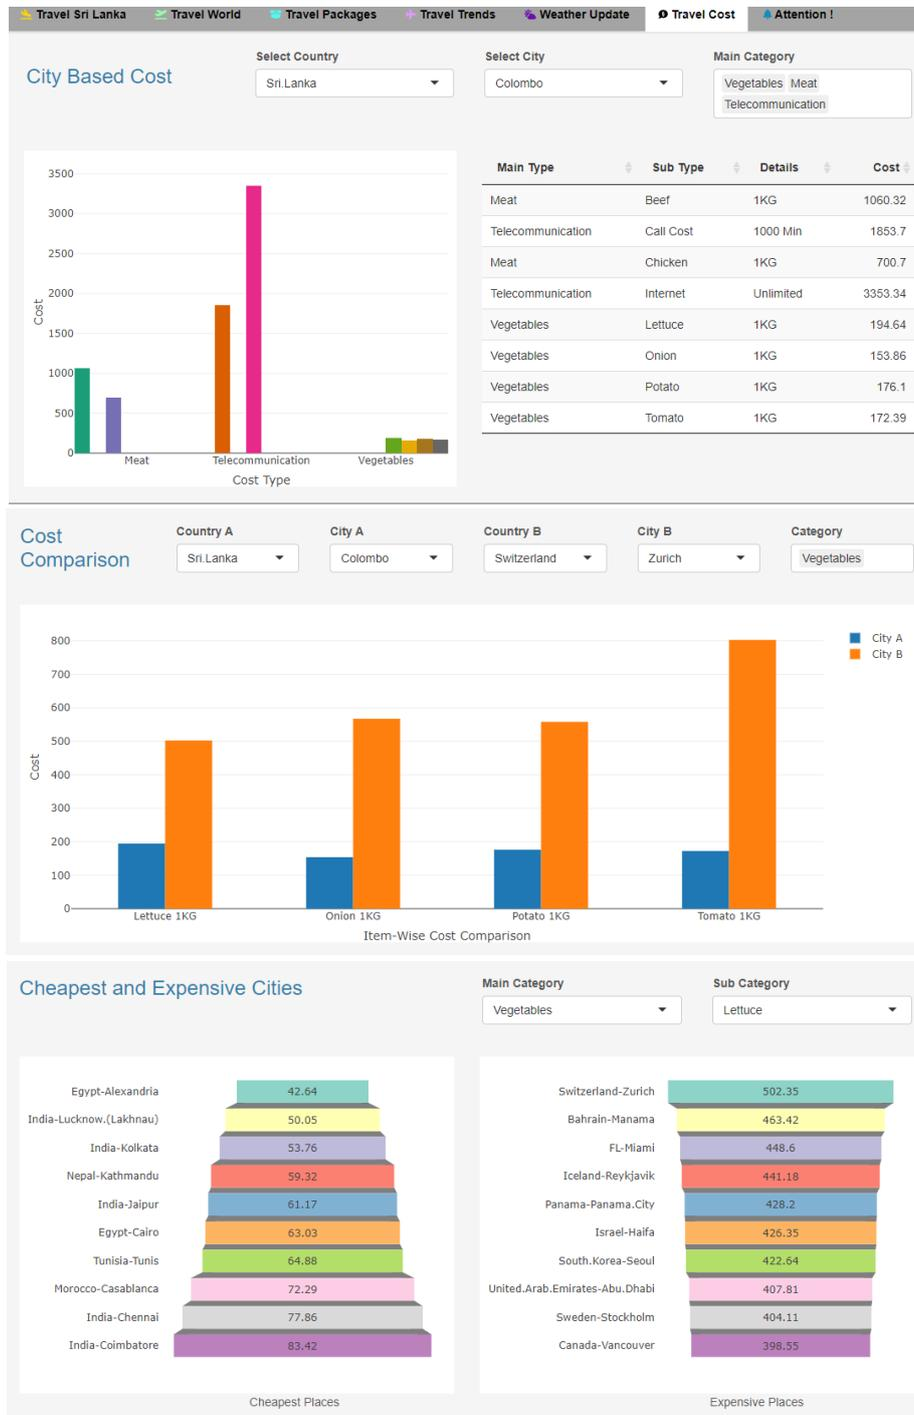 Travel Sri Lanka Travel World Travel Packages Travel Trends Weather Update Travel Cost Attention !
City Based Cost
Select Country
Sri.Lanka
Select City
Colombo
Main Category
Vegetables Meat
Telecommunication
3500
3000
2500
2000
1500
1000
500
0
Cost
Meat Telecommunication Vegetables
Cost Type
Main Type Sub Type Details Cost
Meat Beef 1KG 1060.32
Telecommunication Call Cost 1000 Min 1853.7
Meat Chicken 1KG 700.7
Telecommunication Internet Unlimited 3353.34
Vegetables Lettuce 1KG 194.64
Vegetables Onion 1KG 153.86
Vegetables Potato 1KG 176.1
Vegetables Tomato 1KG 172.39
Cost
Comparison
Country A
Sri.Lanka
City A
Colombo
Country B
Switzerland
City B
Zurich
Category
Vegetables
800
700
600
500
400
300
200
100
0
Cost
Lettuce 1KG Onion 1KG Potato 1KG Tomato 1KG
Item-Wise Cost Comparison
City A
City B
Cheapest and Expensive Cities
Main Category
Vegetables
Sub Category
Lettuce
Egypt-Alexandria 42.64
India-Lucknow.(Lakhnau) 50.05
India-Kolkata 53.76
Nepal-Kathmandu 59.32
India-Jaipur 61.17
Egypt-Cairo 63.03
Tunisia-Tunis 64.88
Morocco-Casablanca 72.29
India-Chennai 77.86
India-Coimbatore 83.42
Cheapest Places
Switzerland-Zurich 502.35
Bahrain-Manama 463.42
FL-Miami 448.6
Iceland-Reykjavik 441.18
Panama-Panama.City 428.2
Israel-Haifa 426.35
South.Korea-Seoul 422.64
United.Arab.Emirates-Abu.Dhabi 407.81
Sweden-Stockholm 404.11
Canada-Vancouver 398.55
Expensive Places